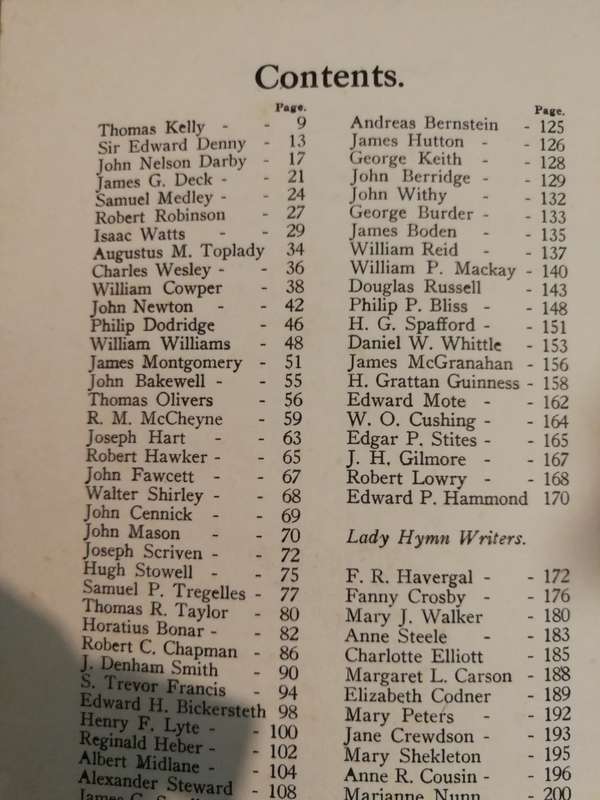 Contents.
Page.
Thomas Kelly - - 9
Sir Edward Denny - 13
John Nelson Darby - 17
James G. Deck - - 21
Samuel Medley - - 24
Robert Robinson - 27
Isaac Watts - - 29
Augustus M. Toplady 34
Charles Wesley - - 36
William Cowper - 38
John Newton - - 42
Philip Dodridge - 46
William Williams - 48
James Montgomery - 51
John Bakewell - - 55
Thomas Olivers - 56
R. M. McCheyne - 59
Joseph Hart - - 63
Robert Hawker - - 65
John Fawcett - - 67
Walter Shirley - - 68
John Cennick - - 69
John Mason - - 70
Joseph Scriven - - 72
Hugh Stowell - - 75
Samuel P. Tregelles - 77
Thomas R. Taylor - 80
Horatius Bonar - - 82
Robert C. Chapman - 86
J. Denham Smith - 90
S. Trevor Francis - 94
Edward H. Bickersteth 98
Henry F. Lyte - - 100
Reginald Heber - - 102
Albert Midlane - - 104
Alexander Steward - 108
James G.
Page.
Andreas Bernstein - 125
James Hutton - - 126
George Keith - - 128
John Berridge - - 129
John Withy - - 132
George Burder - - 133
James Boden - - 135
William Reid - - 137
William P. Mackay - 140
Douglas Russell - 143
Philip P. Bliss - - 148
H. G. Spafford - - 151
Daniel W. Whittle - 153
James McGranahan - 156
H. Grattan Guinness - 158
Edward Mote - - 162
W. O. Cushing - - 164
Edgar P. Stites - - 165
J. H. Gilmore - - 167
Robert Lowry - - 168
Edward P. Hammond 170
Lady Hymn Writers.
F. R. Havergal - - 172
Fanny Crosby - - 176
Mary J. Walker - 180
Anne Steele - - 183
Charlotte Elliott - 185
Margaret L. Carson - 188
Elizabeth Codner - 189
Mary Peters - - 192
Jane Crewdson - - 193
Mary Shekleton - 195
Anne R. Cousin - - 196
Marianne Nunn - 200